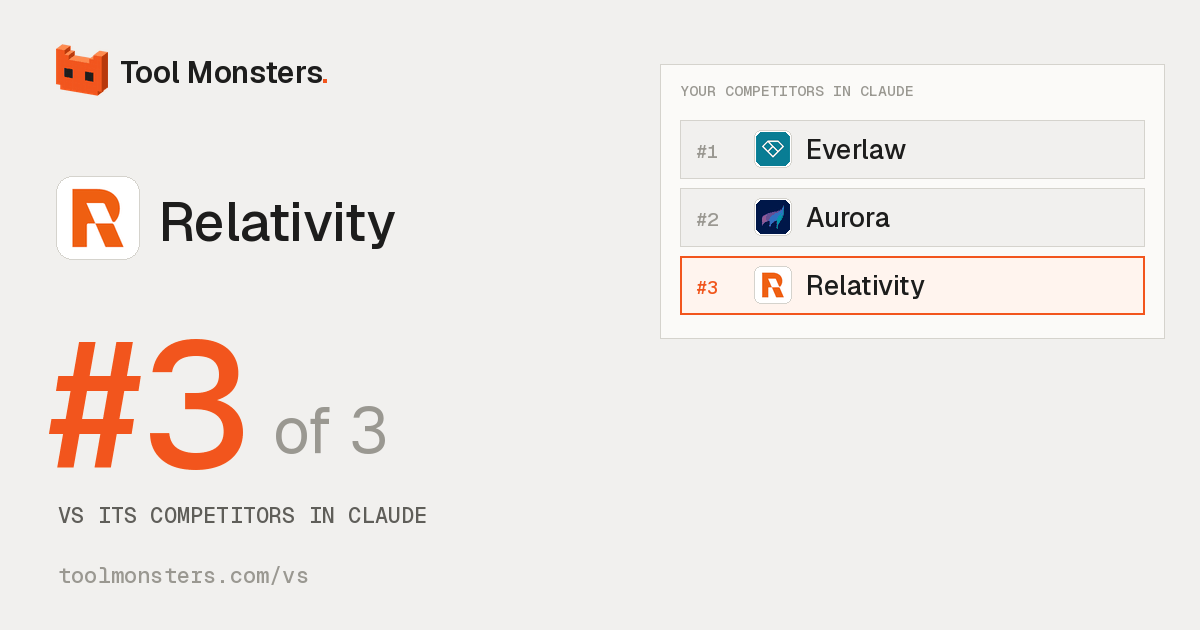 Tool Monsters.
Relativity
#3 of 3
VS ITS COMPETITORS IN CLAUDE
toolmonsters.com/vs
YOUR COMPETITORS IN CLAUDE
#1 Everlaw
#2 Aurora
#3 Relativity